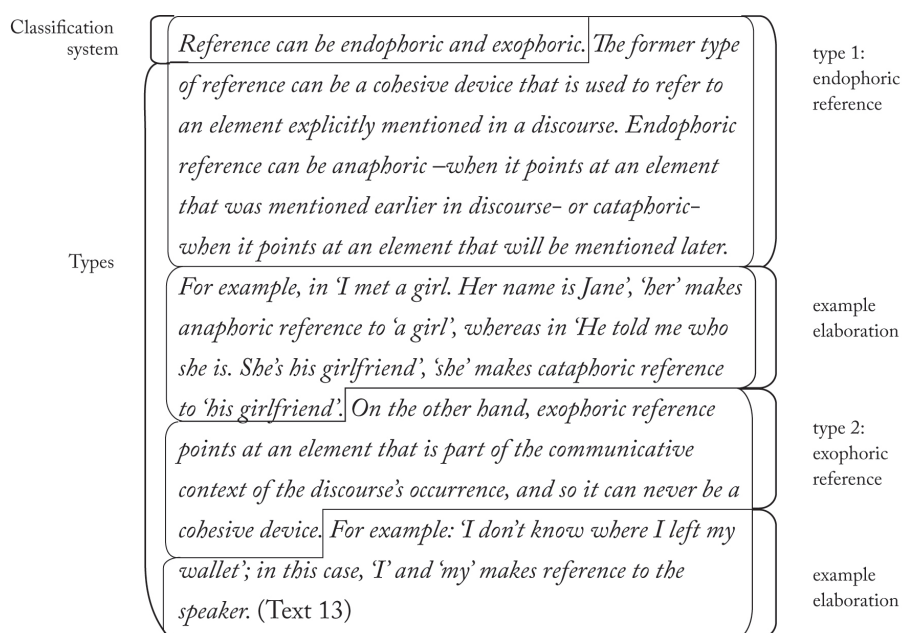 Classification
system
Types
Reference can be endophoric and exophoric. The former type
of reference can be a cohesive device that is used to refer to
an element explicitly mentioned in a discourse. Endophoric
reference can be anaphoric –when it points at an element
that was mentioned earlier in discourse– or cataphoric–
when it points at an element that will be mentioned later.
For example, in ‘I met a girl. Her name is Jane’, ‘her’ makes
anaphoric reference to ‘a girl’, whereas in ‘He told me who
she is. She’s his girlfriend’, ‘she’ makes cataphoric reference
to ‘his girlfriend’. On the other hand, exophoric reference
points at an element that is part of the communicative
context of the discourse’s occurrence, and so it can never be a
cohesive device. For example: ‘I don’t know where I left my
wallet’; in this case, ‘I’ and ‘my’ makes reference to the
speaker. (Text 13)
type 1:
endophoric
reference
example
elaboration
type 2:
exophoric
reference
example
elaboration